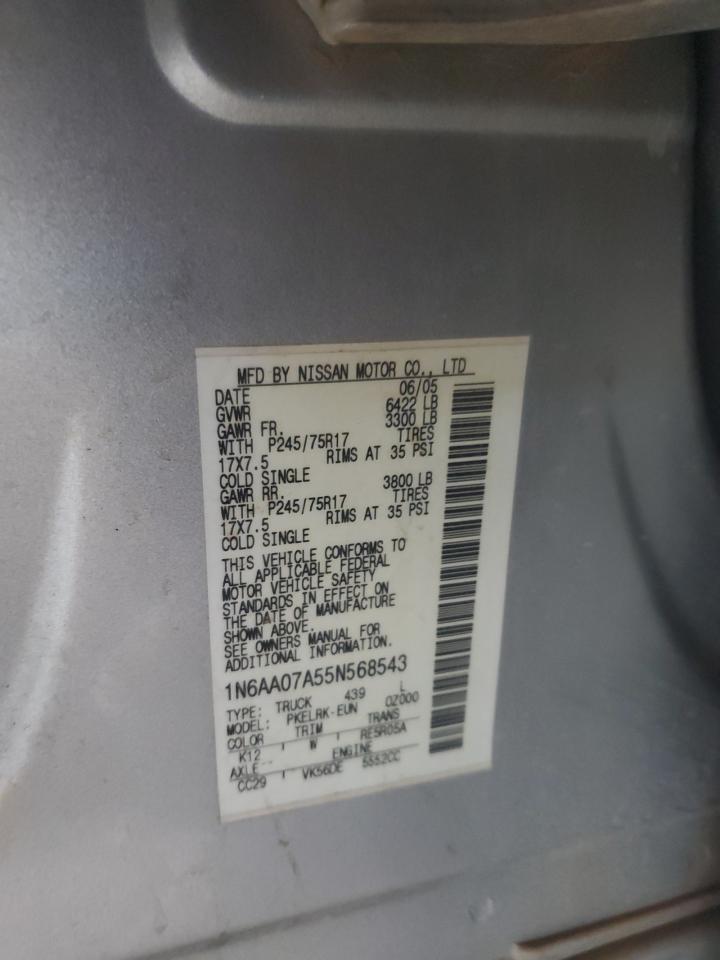 MFD BY NISSAN MOTOR CO., LTD
DATE 06/05
GVWR 6422 LB
GAWR FR. 3300 LB
WITH P245/75R17 TIRES
17X7.5 RIMS AT 35 PSI
COLD SINGLE
GAWR RR. 3800 LB
WITH P245/75R17 TIRES
17X7.5 RIMS AT 35 PSI
COLD SINGLE
THIS VEHICLE CONFORMS TO
ALL APPLICABLE FEDERAL
MOTOR VEHICLE SAFETY
STANDARDS IN EFFECT ON
THE DATE OF MANUFACTURE
SHOWN ABOVE.
SEE OWNERS MANUAL FOR
ADDITIONAL INFORMATION.
1N6AA07A55N568543
TYPE: TRUCK 439 L
MODEL: PKELRK-EUN 0Z000
COLOR TRIM TRANS
K12 W RE5R05A
AXLE ENGINE
CC29 VK56DE 5552CC